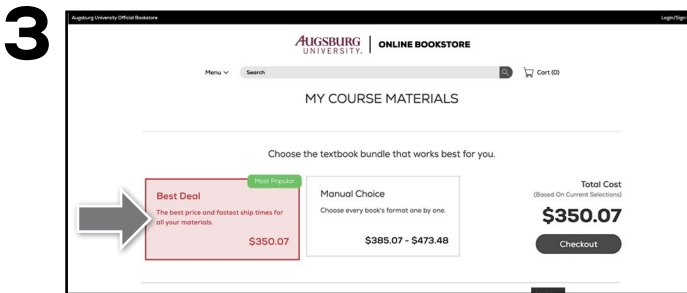 3
Augsburg University Official Bookstore
Login/Sign
AUGSBURG UNIVERSITY.
ONLINE BOOKSTORE
Menu
Search
Cart (0)
MY COURSE MATERIALS
Choose the textbook bundle that works best for you.
Most Popular
Best Deal
The best price and fastest ship times for
all your materials.
$350.07
Manual Choice
Choose every book's format one by one.
$385.07 - $473.48
Total Cost
(Based On Current Selections)
$350.07
Checkout